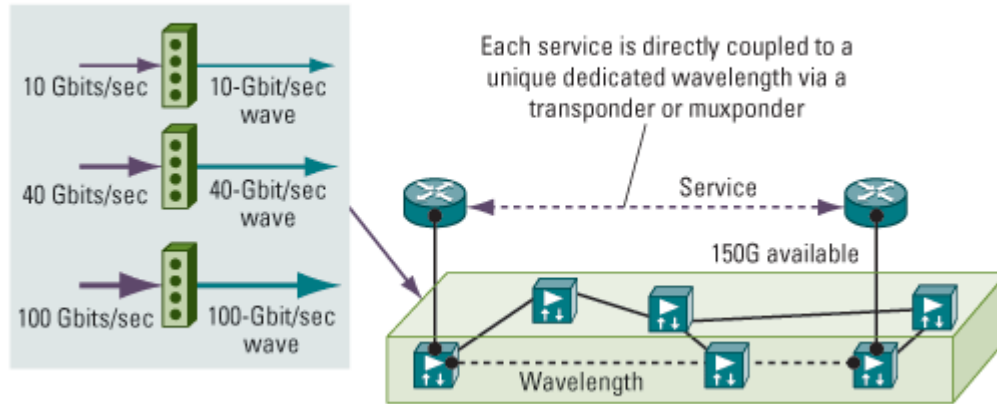 10 Gbits/sec
10-Gbit/sec
wave
40 Gbits/sec
40-Gbit/sec
wave
100 Gbits/sec
100-Gbit/sec
wave
Each service is directly coupled to a
unique dedicated wavelength via a
transponder or muxponder
Service
150G available
Wavelength